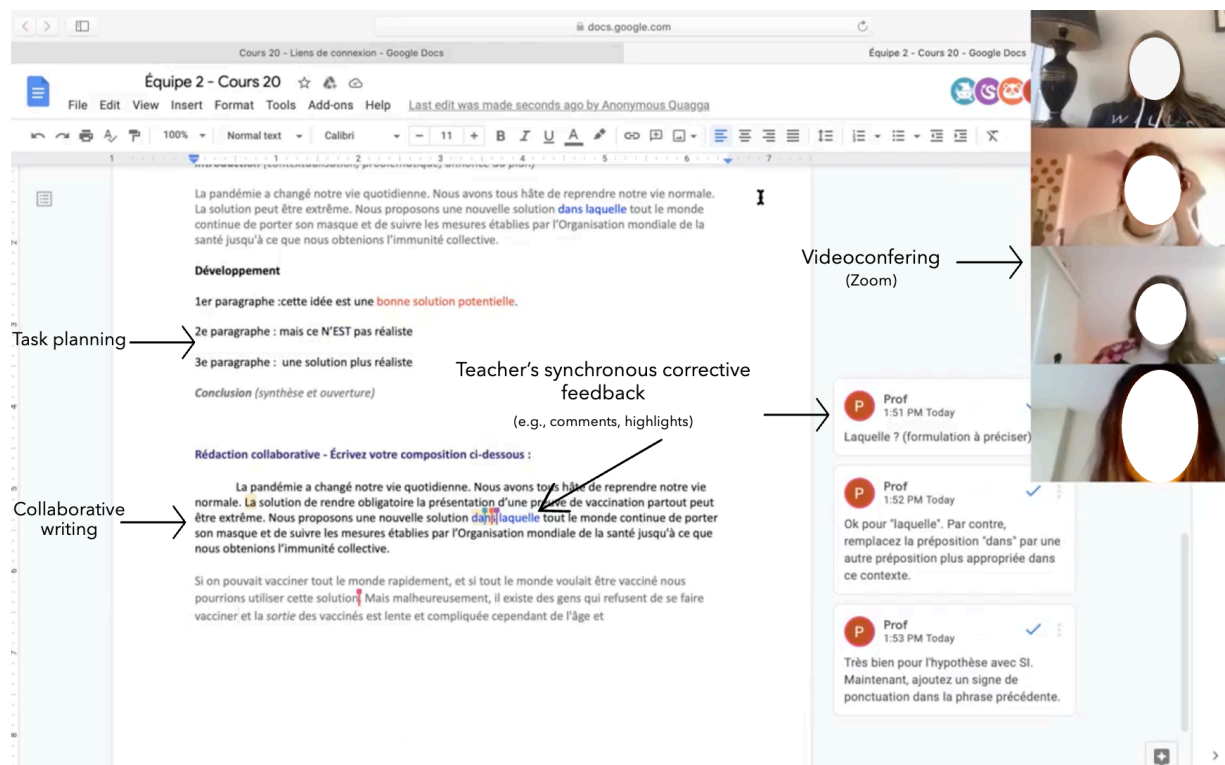 docs.google.com
Cours 20 - Liens de connexion - Google Docs
Équipe 2 - Cours 20 - Google Docs
Équipe 2 - Cours 20
File Edit View Insert Format Tools Add-ons Help Last edit was made seconds ago by Anonymous Quagga
100% Normal text Calibri 11
1 1 2 3 4 5 6 7
Introduction (contextualisation, problématique, annonce du plan)
La pandémie a changé notre vie quotidienne. Nous avons tous hâte de reprendre notre vie normale.
La solution peut être extrême. Nous proposons une nouvelle solution dans laquelle tout le monde
continue de porter son masque et de suivre les mesures établies par l'Organisation mondiale de la
santé jusqu'à ce que nous obtenions l'immunité collective.
Développement
1er paragraphe :cette idée est une bonne solution potentielle.
2e paragraphe : mais ce N'EST pas réaliste
3e paragraphe : une solution plus réaliste
Conclusion (synthèse et ouverture)
Rédaction collaborative - Écrivez votre composition ci-dessous :
La pandémie a changé notre vie quotidienne. Nous avons tous hâte de reprendre notre vie
normale. La solution de rendre obligatoire la présentation d'une preuve de vaccination partout peut
être extrême. Nous proposons une nouvelle solution dans laquelle tout le monde continue de porter
son masque et de suivre les mesures établies par l'Organisation mondiale de la santé jusqu'à ce que
nous obtenions l'immunité collective.
Si on pouvait vacciner tout le monde rapidement, et si tout le monde voulait être vacciné nous
pourrions utiliser cette solution. Mais malheureusement, il existe des gens qui refusent de se faire
vacciner et la sortie des vaccinés est lente et compliquée cependant de l'âge et
Task planning
Collaborative
writing
Teacher's synchronous corrective
feedback
(e.g., comments, highlights)
Videoconfering
(Zoom)
P
Prof
1:51 PM Today
Laquelle ? (formulation à préciser)
P
Prof
1:52 PM Today
Ok pour "laquelle". Par contre,
remplacez la préposition "dans" par une
autre préposition plus appropriée dans
ce contexte.
P
Prof
1:53 PM Today
Très bien pour l'hypothèse avec SI.
Maintenant, ajoutez un signe de
ponctuation dans la phrase précédente.